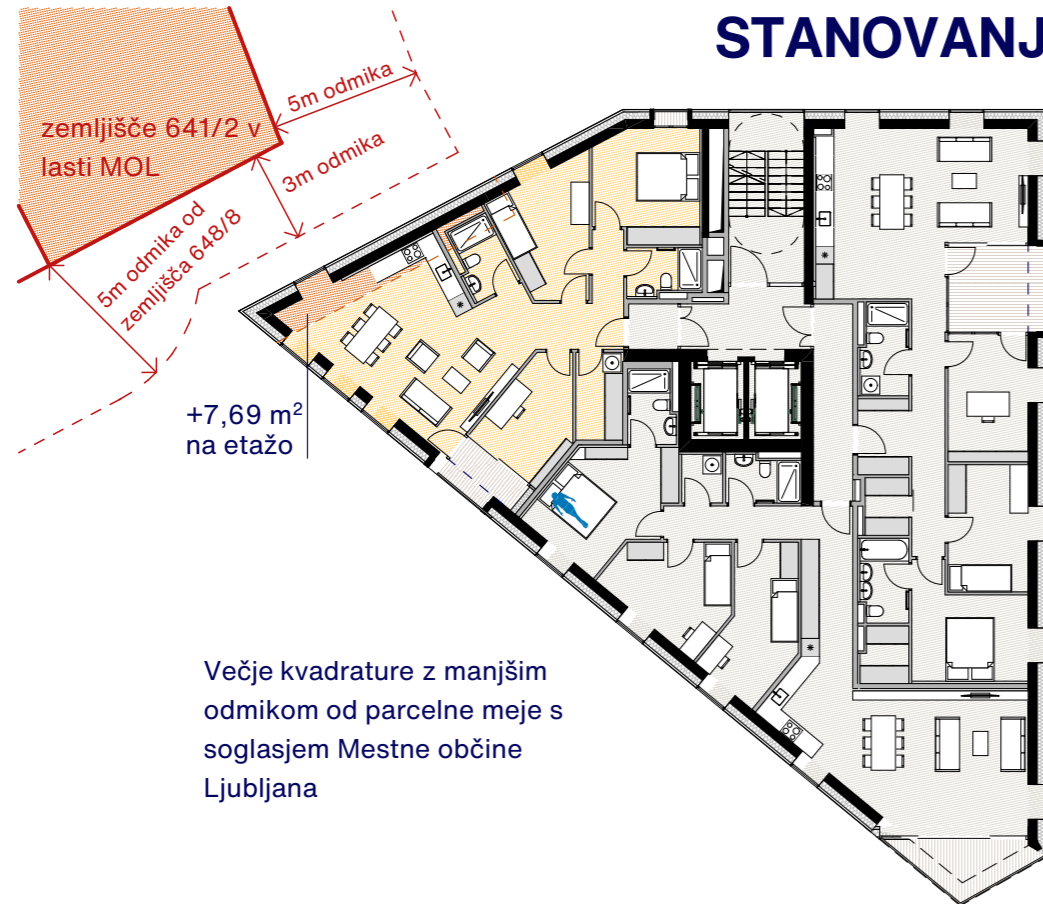 STANOVANJ
5m odmika
zemljišče 641/2 v
lasti MOL
3m odmika
5m odmika od
zemljišča 648/8
+7,69 m²
na etažo
Večje kvadrature z manjšim
odmikom od parcelne meje s
soglasjem Mestne občine
Ljubljana